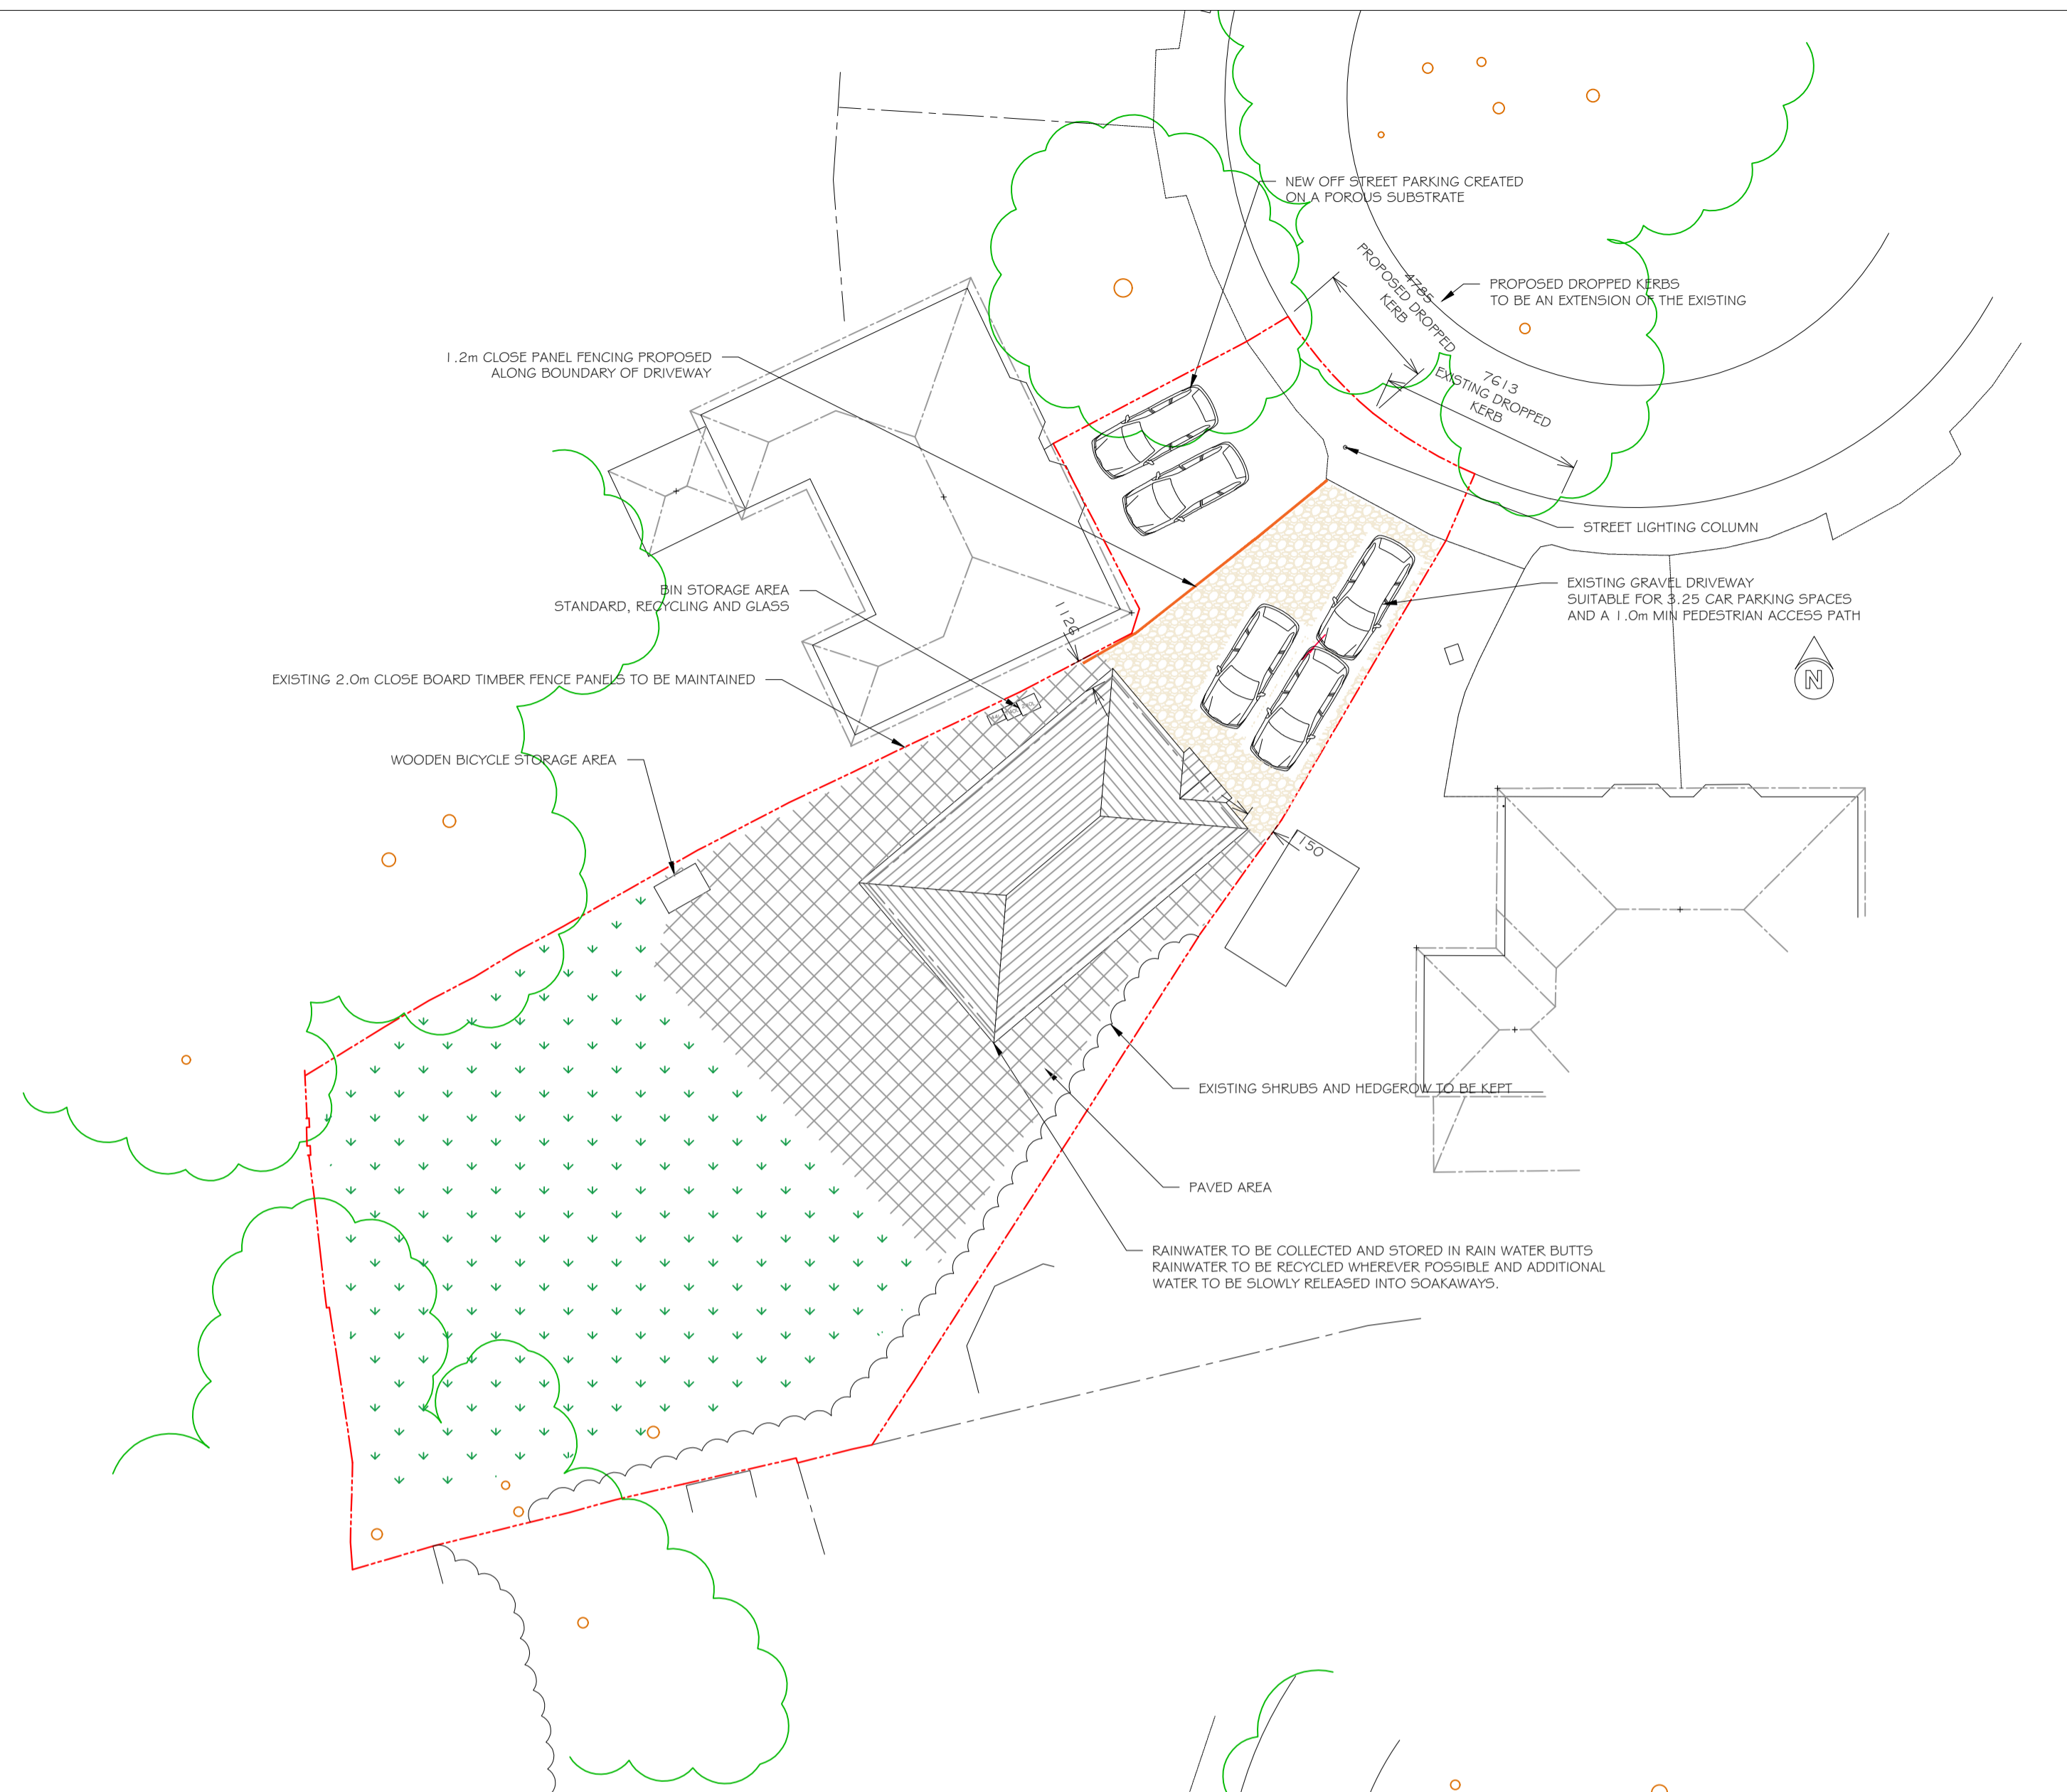 NEW OFF STREET PARKING CREATED
ON A POROUS SUBSTRATE
4785
PROPOSED DROPPED
KERB
PROPOSED DROPPED KERBS
TO BE AN EXTENSION OF THE EXISTING
1.2m CLOSE PANEL FENCING PROPOSED
ALONG BOUNDARY OF DRIVEWAY
7613
EXISTING DROPPED
KERB
STREET LIGHTING COLUMN
BIN STORAGE AREA
STANDARD, RECYCLING AND GLASS
EXISTING GRAVEL DRIVEWAY
SUITABLE FOR 3.25 CAR PARKING SPACES
AND A 1.0m MIN PEDESTRIAN ACCESS PATH
1126
N
EXISTING 2.0m CLOSE BOARD TIMBER FENCE PANELS TO BE MAINTAINED
WOODEN BICYCLE STORAGE AREA
1150
EXISTING SHRUBS AND HEDGEROW TO BE KEPT
PAVED AREA
RAINWATER TO BE COLLECTED AND STORED IN RAIN WATER BUTTS
RAINWATER TO BE RECYCLED WHEREVER POSSIBLE AND ADDITIONAL
WATER TO BE SLOWLY RELEASED INTO SOAKAWAYS.